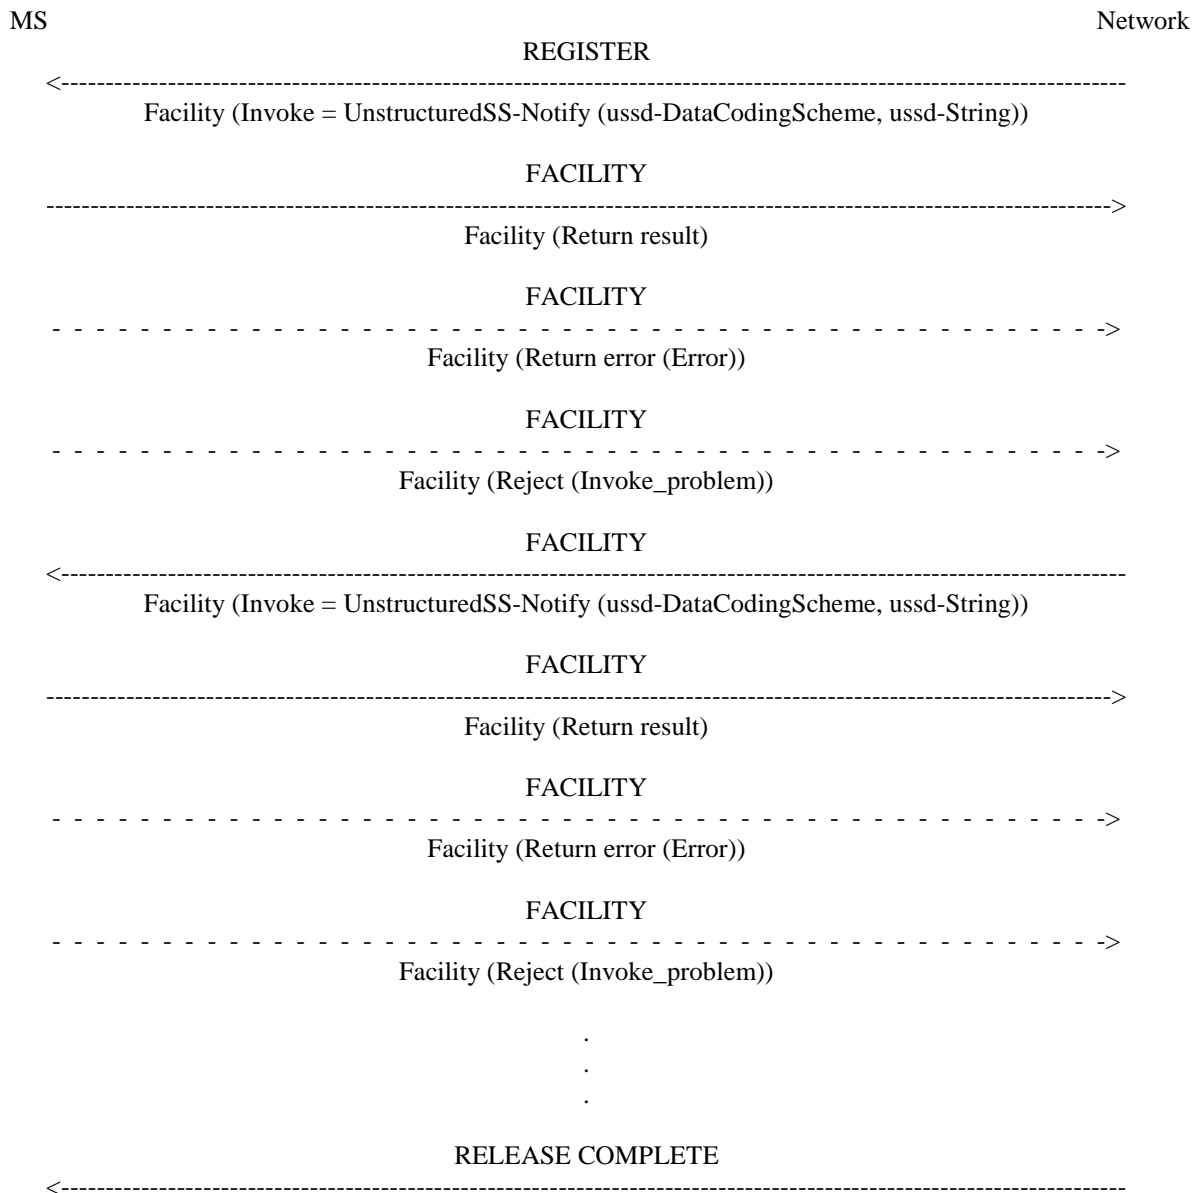 MS Network
REGISTER
<------------------------------------------------------------------------------------------------------------------------
Facility (Invoke = UnstructuredSS-Notify (ussd-DataCodingScheme, ussd-String))
FACILITY
------------------------------------------------------------------------------------------------------------------------>
Facility (Return result)
FACILITY
- - - - - - - - - - - - - - - - - - - - - - - - - - - - - - - - - - - - - - - - - - - - - - - ->
Facility (Return error (Error))
FACILITY
- - - - - - - - - - - - - - - - - - - - - - - - - - - - - - - - - - - - - - - - - - - - - - - ->
Facility (Reject (Invoke_problem))
FACILITY
<------------------------------------------------------------------------------------------------------------------------
Facility (Invoke = UnstructuredSS-Notify (ussd-DataCodingScheme, ussd-String))
FACILITY
------------------------------------------------------------------------------------------------------------------------>
Facility (Return result)
FACILITY
- - - - - - - - - - - - - - - - - - - - - - - - - - - - - - - - - - - - - - - - - - - - - - - ->
Facility (Return error (Error))
FACILITY
- - - - - - - - - - - - - - - - - - - - - - - - - - - - - - - - - - - - - - - - - - - - - - - ->
Facility (Reject (Invoke_problem))
.
.
.
RELEASE COMPLETE
<------------------------------------------------------------------------------------------------------------------------